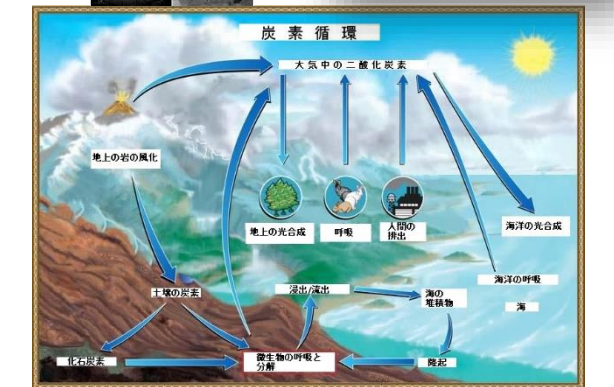 炭素循環
大気中の二酸化炭素
地上の岩の風化
地上の光合成
呼吸
人間の
排出
海洋の光合成
海洋の呼吸
海
土壌の炭素
浸出/流出
海の
堆積物
化石炭素
微生物の呼吸と
分解
隆起